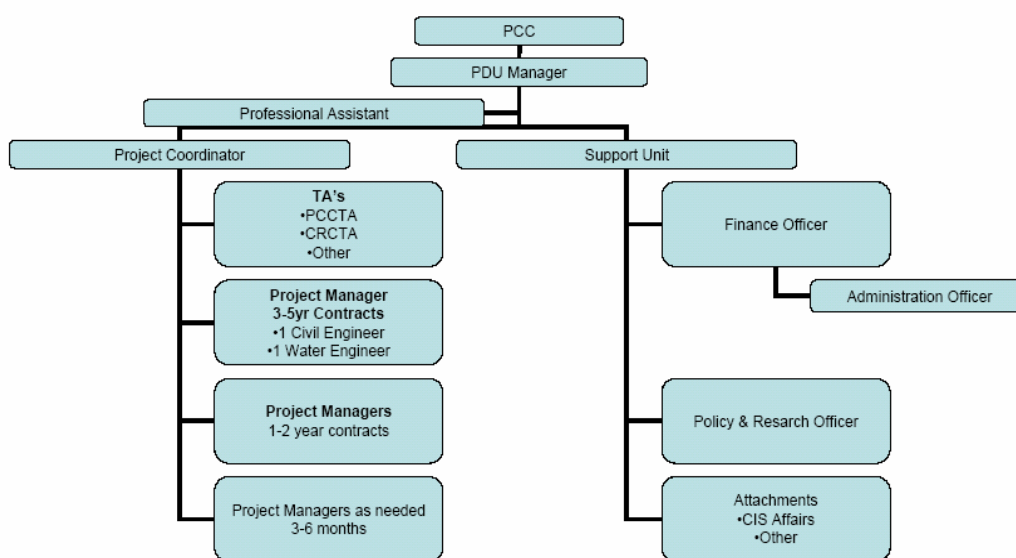 PCC
PDU Manager
Professional Assistant
Project Coordinator
Support Unit
TA's
•PCCTA
•CRCTA
•Other
Project Manager
3-5yr Contracts
•1 Civil Engineer
•1 Water Engineer
Project Managers
1-2 year contracts
Project Managers as needed
3-6 months
Finance Officer
Administration Officer
Policy & Resarch Officer
Attachments
•CIS Affairs
•Other